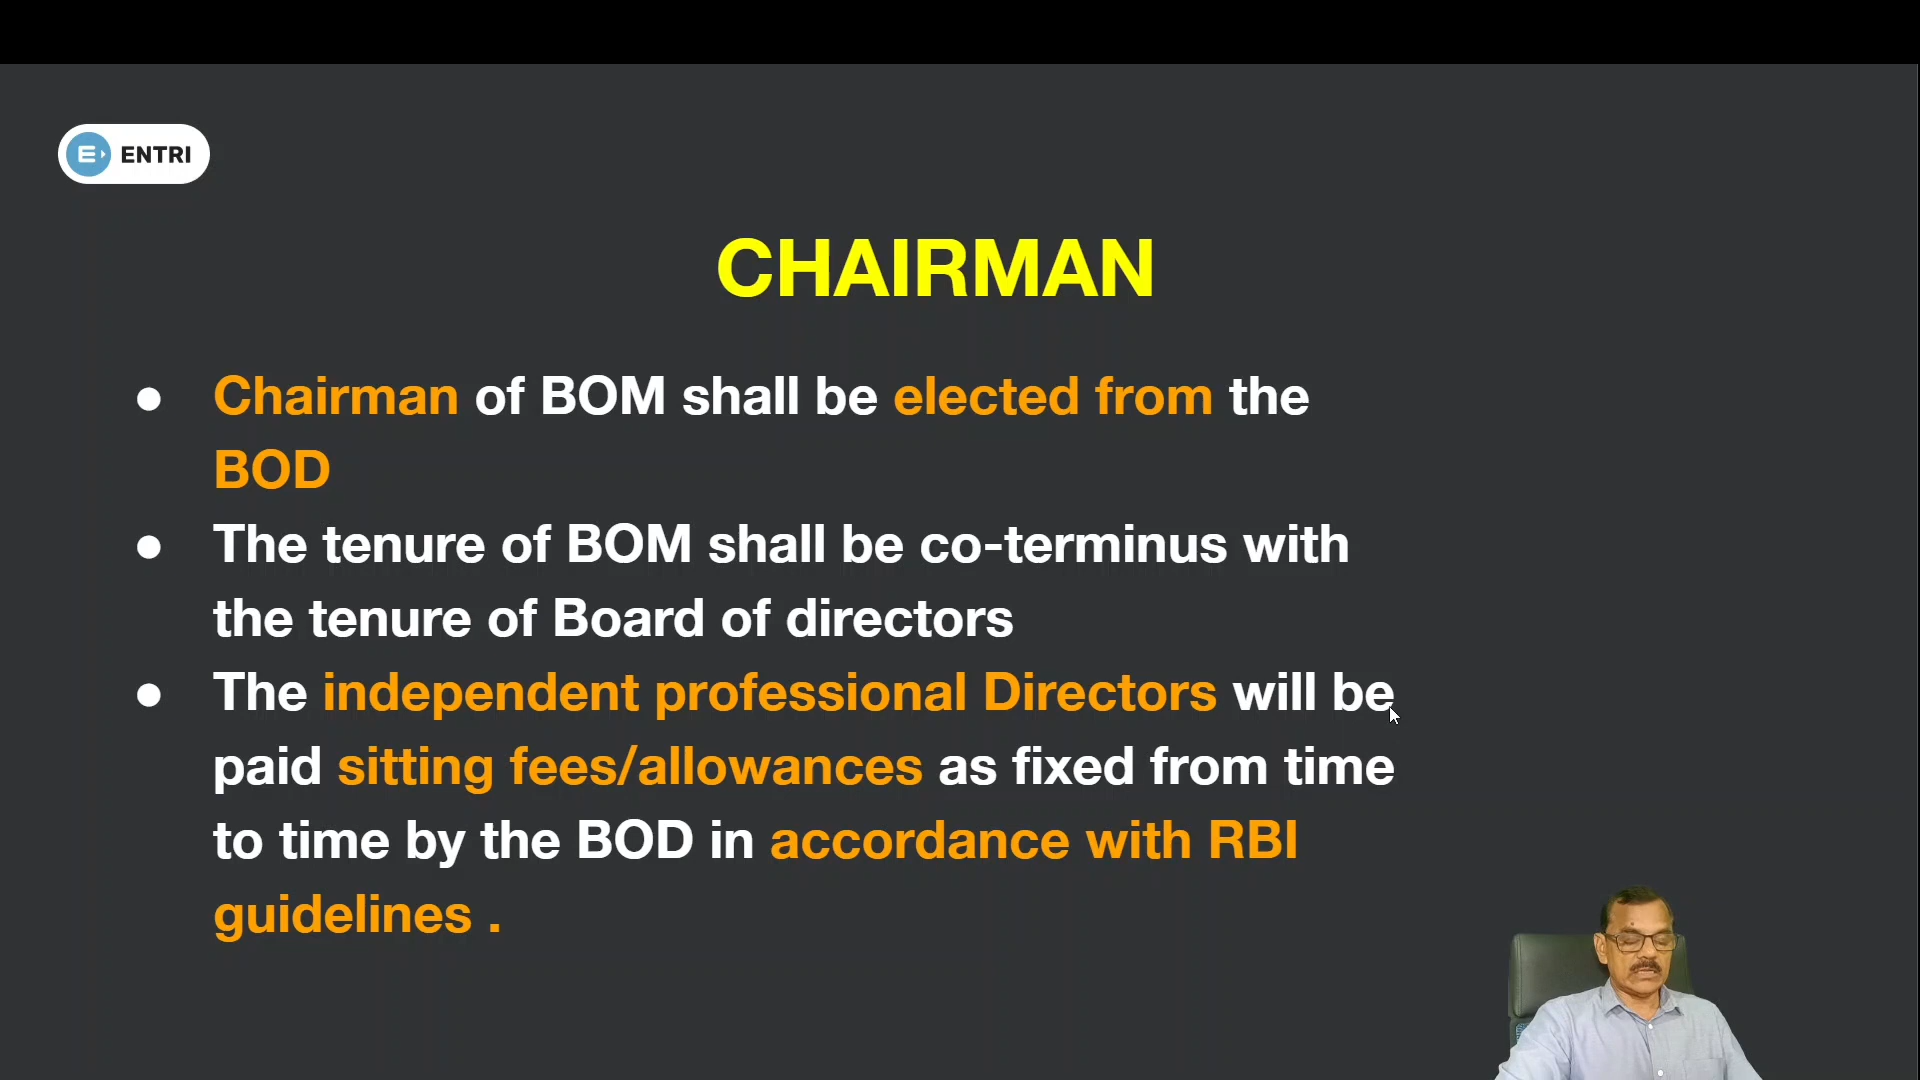 ENTRI
CHAIRMAN
● Chairman of BOM shall be elected from the
BOD
● The tenure of BOM shall be co-terminus with
the tenure of Board of directors
● The independent professional Directors will be
paid sitting fees/allowances as fixed from time
to time by the BOD in accordance with RBI
guidelines .